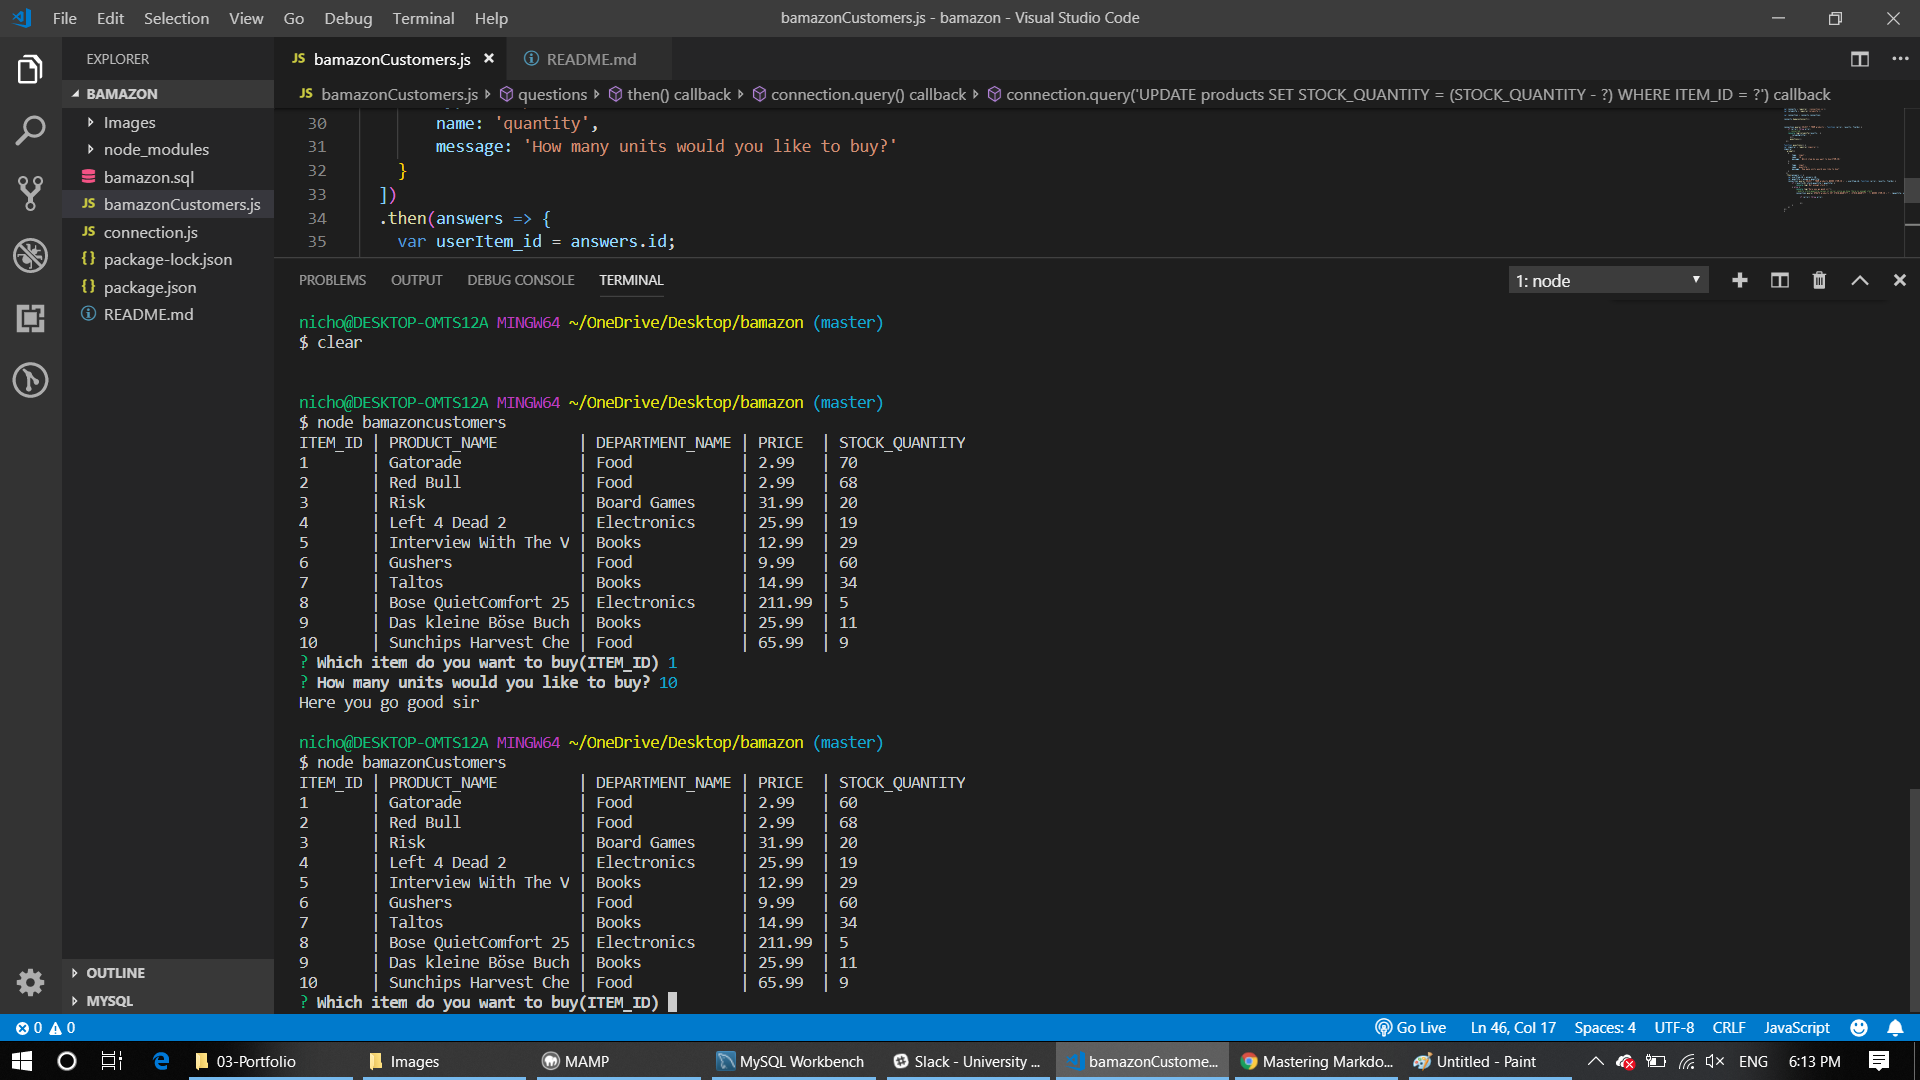 File Edit Selection View Go Debug Terminal Help
bamazonCustomers.js - bamazon - Visual Studio Code
EXPLORER
BAMAZON
Images
node_modules
bamazon.sql
JS bamazonCustomers.js
JS connection.js
{} package-lock.json
{} package.json
README.md
OUTLINE
MYSQL
JS bamazonCustomers.js × README.md
JS bamazonCustomers.js questions then() callback connection.query() callback connection.query('UPDATE products SET STOCK_QUANTITY = (STOCK_QUANTITY - ?) WHERE ITEM_ID = ?') callback
30 name: 'quantity',
31 message: 'How many units would you like to buy?'
32 }
33 ])
34 .then(answers => {
35 var userItem_id = answers.id;
PROBLEMS OUTPUT DEBUG CONSOLE TERMINAL
1: node
nicho@DESKTOP-OMTS12A MINGW64 ~/OneDrive/Desktop/bamazon (master)
$ clear
nicho@DESKTOP-OMTS12A MINGW64 ~/OneDrive/Desktop/bamazon (master)
$ node bamazoncustomers
ITEM_ID | PRODUCT_NAME | DEPARTMENT_NAME | PRICE | STOCK_QUANTITY
1 | Gatorade | Food | 2.99 | 70
2 | Red Bull | Food | 2.99 | 68
3 | Risk | Board Games | 31.99 | 20
4 | Left 4 Dead 2 | Electronics | 25.99 | 19
5 | Interview With The V | Books | 12.99 | 29
6 | Gushers | Food | 9.99 | 60
7 | Taltos | Books | 14.99 | 34
8 | Bose QuietComfort 25 | Electronics | 211.99 | 5
9 | Das kleine Böse Buch | Books | 25.99 | 11
10 | Sunchips Harvest Che | Food | 65.99 | 9
? Which item do you want to buy(ITEM_ID) 1
? How many units would you like to buy? 10
Here you go good sir
nicho@DESKTOP-OMTS12A MINGW64 ~/OneDrive/Desktop/bamazon (master)
$ node bamazonCustomers
ITEM_ID | PRODUCT_NAME | DEPARTMENT_NAME | PRICE | STOCK_QUANTITY
1 | Gatorade | Food | 2.99 | 60
2 | Red Bull | Food | 2.99 | 68
3 | Risk | Board Games | 31.99 | 20
4 | Left 4 Dead 2 | Electronics | 25.99 | 19
5 | Interview With The V | Books | 12.99 | 29
6 | Gushers | Food | 9.99 | 60
7 | Taltos | Books | 14.99 | 34
8 | Bose QuietComfort 25 | Electronics | 211.99 | 5
9 | Das kleine Böse Buch | Books | 25.99 | 11
10 | Sunchips Harvest Che | Food | 65.99 | 9
? Which item do you want to buy(ITEM_ID)
0 0
Go Live Ln 46, Col 17 Spaces: 4 UTF-8 CRLF JavaScript
03-Portfolio Images MAMP MySQL Workbench Slack - University ... bamazonCustome... Mastering Markdo... Untitled - Paint ENG 6:13 PM